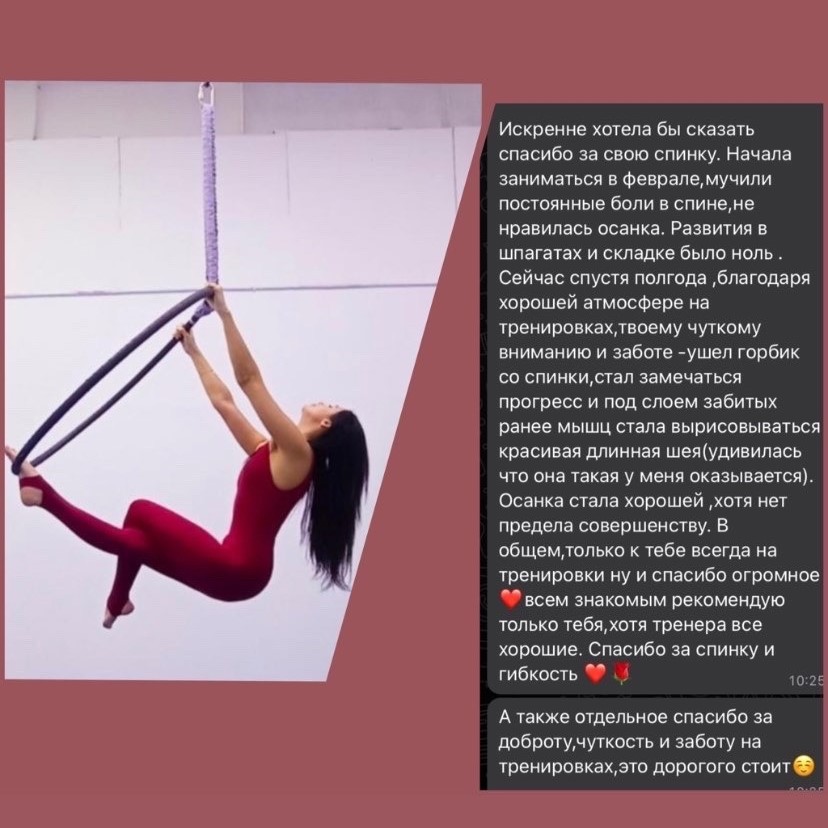 Искренне хотела бы сказать
спасибо за свою спинку. Начала
заниматься в феврале,мучили
постоянные боли в спине,не
нравилась осанка. Развития в
шпагатах и складке было ноль .
Сейчас спустя полгода ,благодаря
хорошей атмосфере на
тренировках,твоему чуткому
вниманию и заботе -ушел горбик
со спинки,стал замечаться
прогресс и под слоем забитых
ранее мышц стала вырисовываться
красивая длинная шея(удивилась
что она такая у меня оказывается).
Осанка стала хорошей ,хотя нет
предела совершенству. В
общем,только к тебе всегда на
тренировки ну и спасибо огромное
❤️всем знакомым рекомендую
только тебя,хотя тренера все
хорошие. Спасибо за спинку и
гибкость ❤️🌹
10:25
А также отдельное спасибо за
доброту,чуткость и заботу на
тренировках,это дорогого стоит☺️